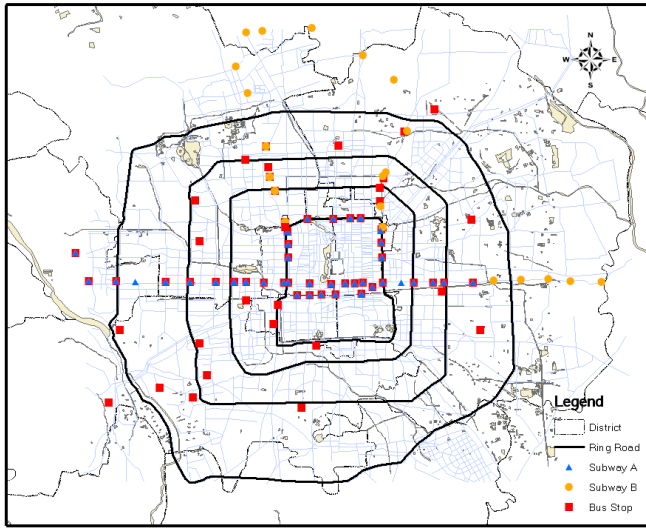 N
W E
S
Legend
District
Ring Road
Subway A
Subway B
Bus Stop